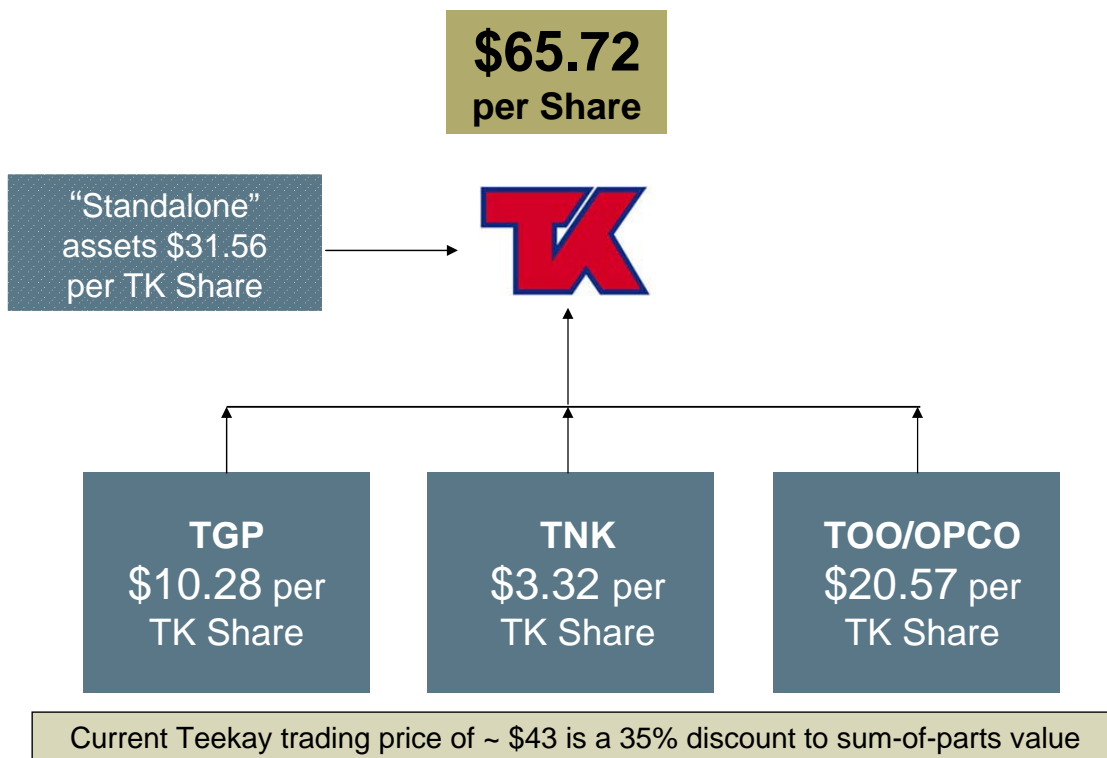 $65.72
per Share
“Standalone”
assets $31.56
per TK Share
TK
TGP
$10.28 per
TK Share
TNK
$3.32 per
TK Share
TOO/OPCO
$20.57 per
TK Share
Current Teekay trading price of ~ $43 is a 35% discount to sum-of-parts value